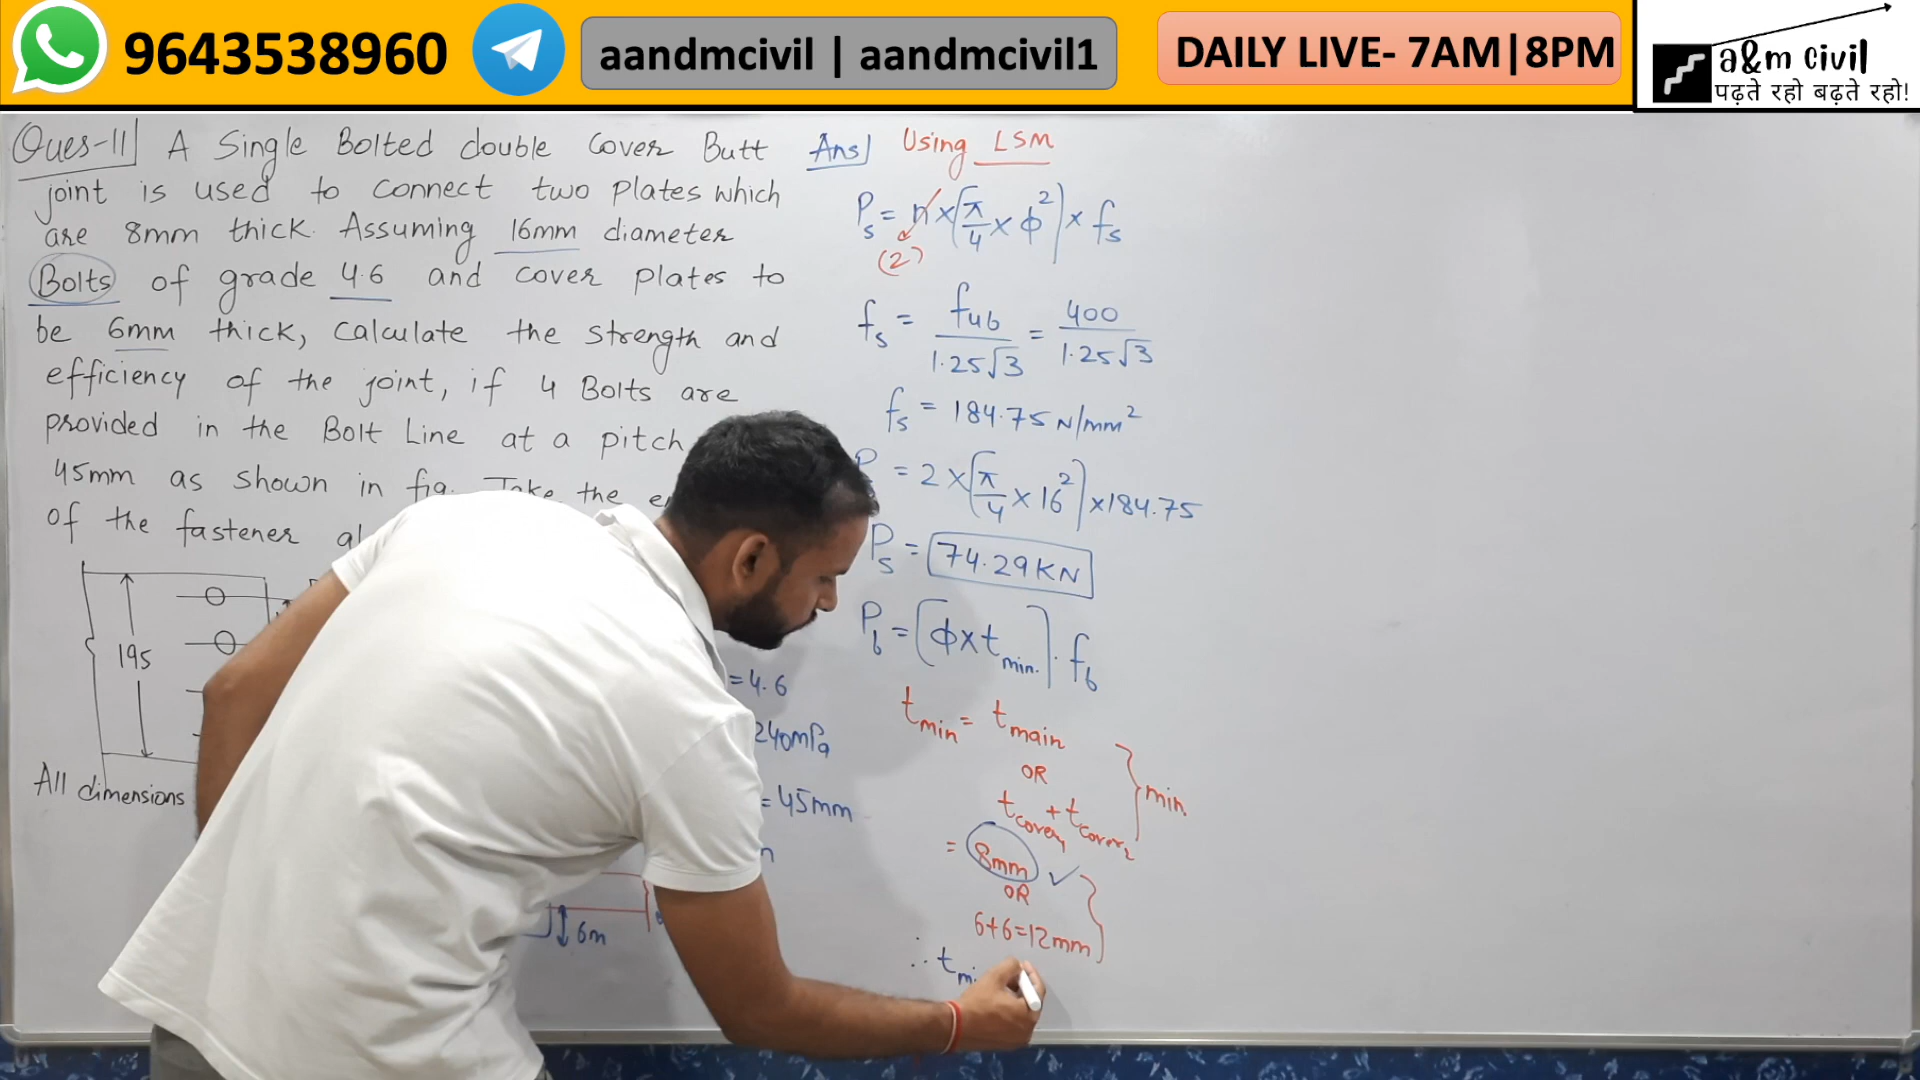 9643538960
aandmcivil | aandmcivil1
DAILY LIVE- 7AM|8PM
a&m civil
पढ़ते रहो बढ़ते रहो!
Ques-11 A Single Bolted double cover Butt
joint is used to connect two plates which
are 8mm thick. Assuming 16mm diameter
Bolts of grade 4.6 and cover plates to
be 6mm thick, calculate the strength and
efficiency of the joint, if 4 Bolts are
provided in the Bolt Line at a pitch
45mm as shown in fig. Take the
of the fastener
195
All dimensions
=4.6
240mPa
=45mm
6m
Ans Using LSM
Ps = n×(π/4 × ϕ²) × fs
(2)
fs = fub/1.25√3 = 400/1.25√3
fs = 184.75 N/mm²
= 2×(π/4 × 16²)×184.75
Ps = 74.29KN
Pb = [ϕ×t min.]. fb
tmin = tmain
OR
tcover1 + tcover2
min
= 8mm ✓
OR
6+6=12mm
∴ t